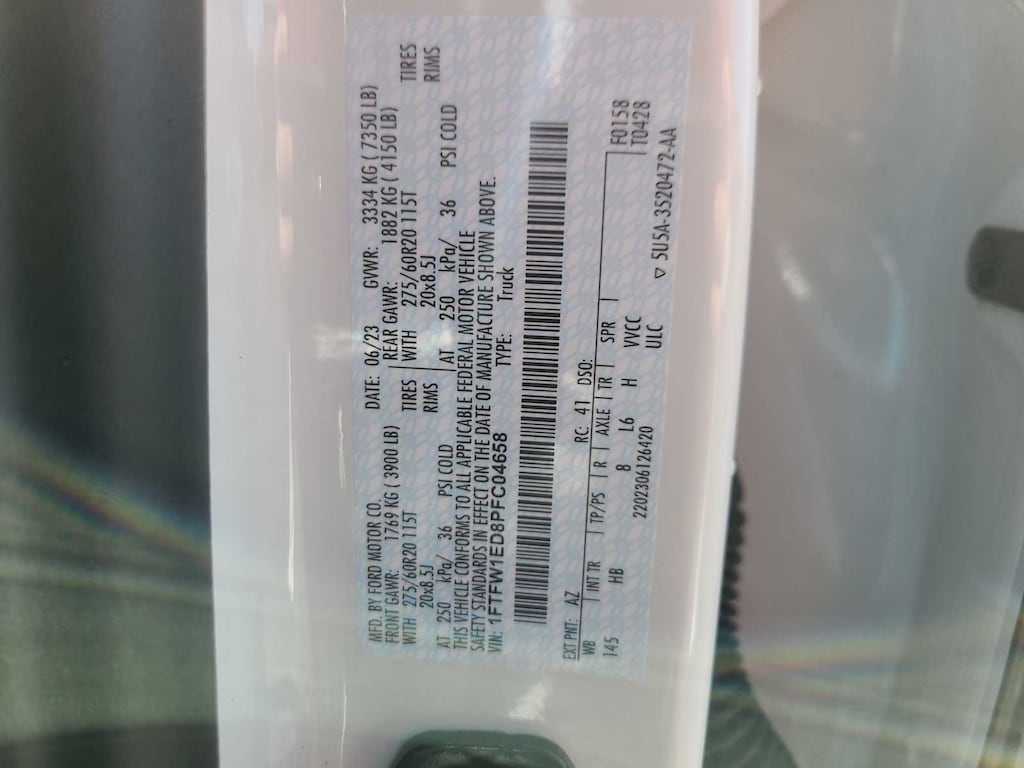 MFD. BY FORD MOTOR CO.
DATE: 06/23 GVWR: 3334 KG ( 7350 LB)
FRONT GAWR: 1769 KG ( 3900 LB) REAR GAWR: 1882 KG ( 4150 LB)
WITH 275/60R20 115T TIRES WITH 275/60R20 115T TIRES
20x8.5J RIMS 20x8.5J RIMS
AT 250 kPa/ 36 PSI COLD AT 250 kPa/ 36 PSI COLD
THIS VEHICLE CONFORMS TO ALL APPLICABLE FEDERAL MOTOR VEHICLE
SAFETY STANDARDS IN EFFECT ON THE DATE OF MANUFACTURE SHOWN ABOVE.
VIN: 1FTFW1ED8PFC04658 TYPE: Truck
EXT PNT: AZ RC: 41 DSO:
WB INT TR TP/PS R AXLE TR SPR F0158
145 HB 8 L6 H VVCC T0428
ULC
2202306126420 ▽ 5U5A-3520472-AA